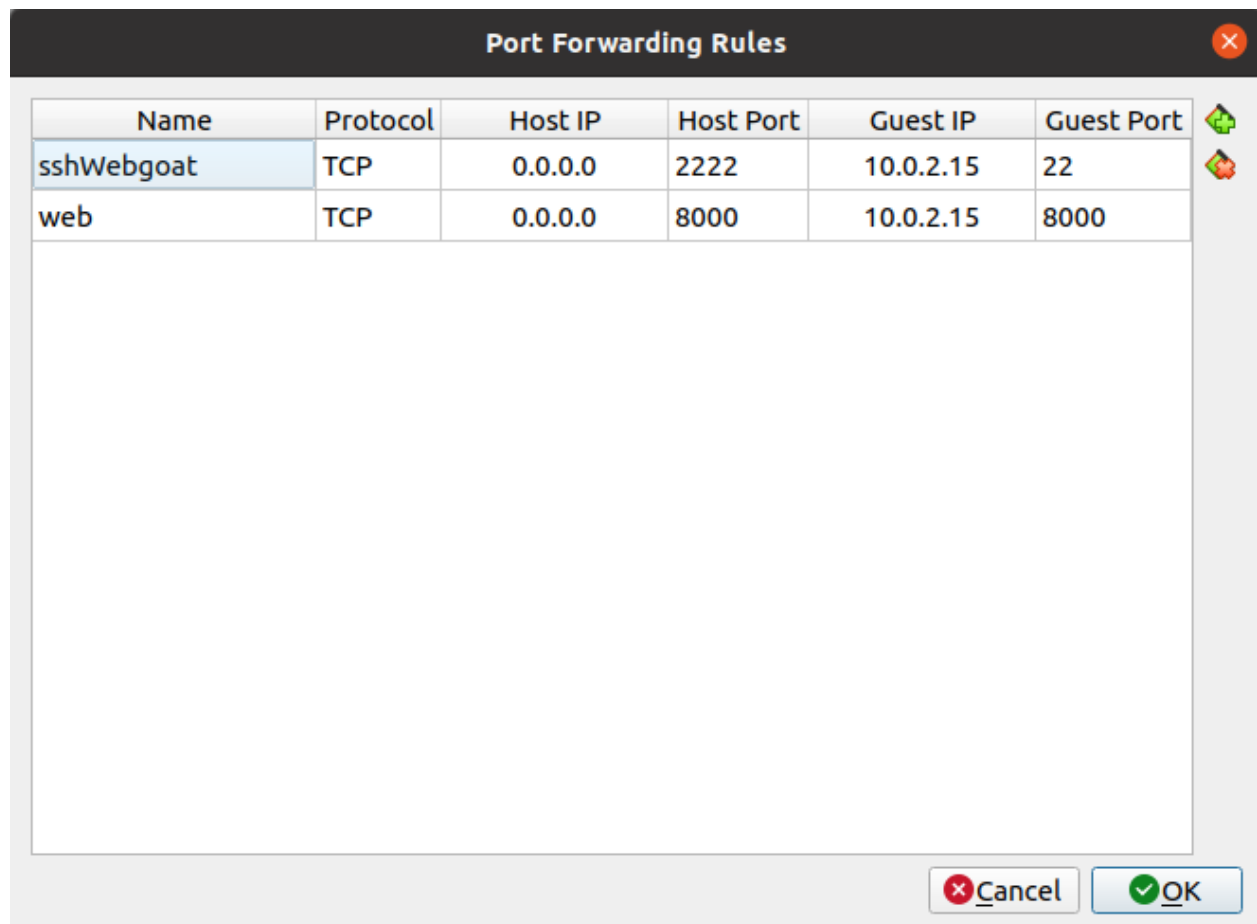 Port Forwarding Rules
Name Protocol Host IP Host Port Guest IP Guest Port
sshWebgoat TCP 0.0.0.0 2222 10.0.2.15 22
web TCP 0.0.0.0 8000 10.0.2.15 8000
Cancel OK